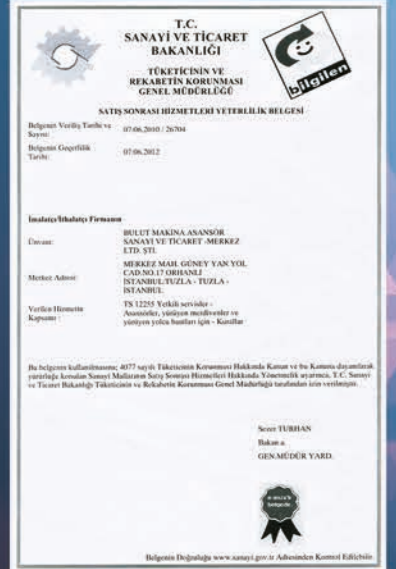 T.C.
SANAYİ VE TİCARET
BAKANLIĞI
TÜKETİCİNİN VE
REKABETİN KORUNMASI
GENEL MÜDÜRLÜĞÜ
bilgilen
SATIŞ SONRASI HİZMETLERİ YETERLİLİK BELGESİ
Belgenin Veriliş Tarihi ve
Sayısı:
07.06.2010 / 26704
Belgenin Geçerlilik
Tarihi:
07.06.2012
İmalatçı/İthalatçı Firmanın
Ünvanı:
BULUT MAKİNA ASANSÖR
SANAYİ VE TİCARET -MERKEZ
LTD. ŞTİ.
Merkez Adresi:
MERKEZ MAH. GÜNEY YAN YOL
CAD.NO.17 ORHANLI
İSTANBUL/TUZLA - TUZLA -
İSTANBUL
Verilen Hizmetin
Kapsamı :
TS 12255 Yetkili servisler -
Asansörler, yürüyen merdivenler ve
yürüyen yolcu bantları için - Kurallar
Bu belgenin kullanılmasına; 4077 sayılı Tüketicinin Korunması Hakkında Kanun ve bu Kanuna dayanılarak
yürürlüğe konulan Sanayi Mallarının Satış Sonrası Hizmetleri Hakkında Yönetmelik uyarınca, T.C. Sanayi
ve Ticaret Bakanlığı Tüketicinin ve Rekabetin Korunması Genel Müdürlüğü tarafından izin verilmiştir.
Sezer TURHAN
Bakan a.
GEN.MÜDÜR YARD.
e-imzalı
belgedir.
Belgenin Doğruluğu www.sanayi.gov.tr Adresinden Kontrol Edilebilir